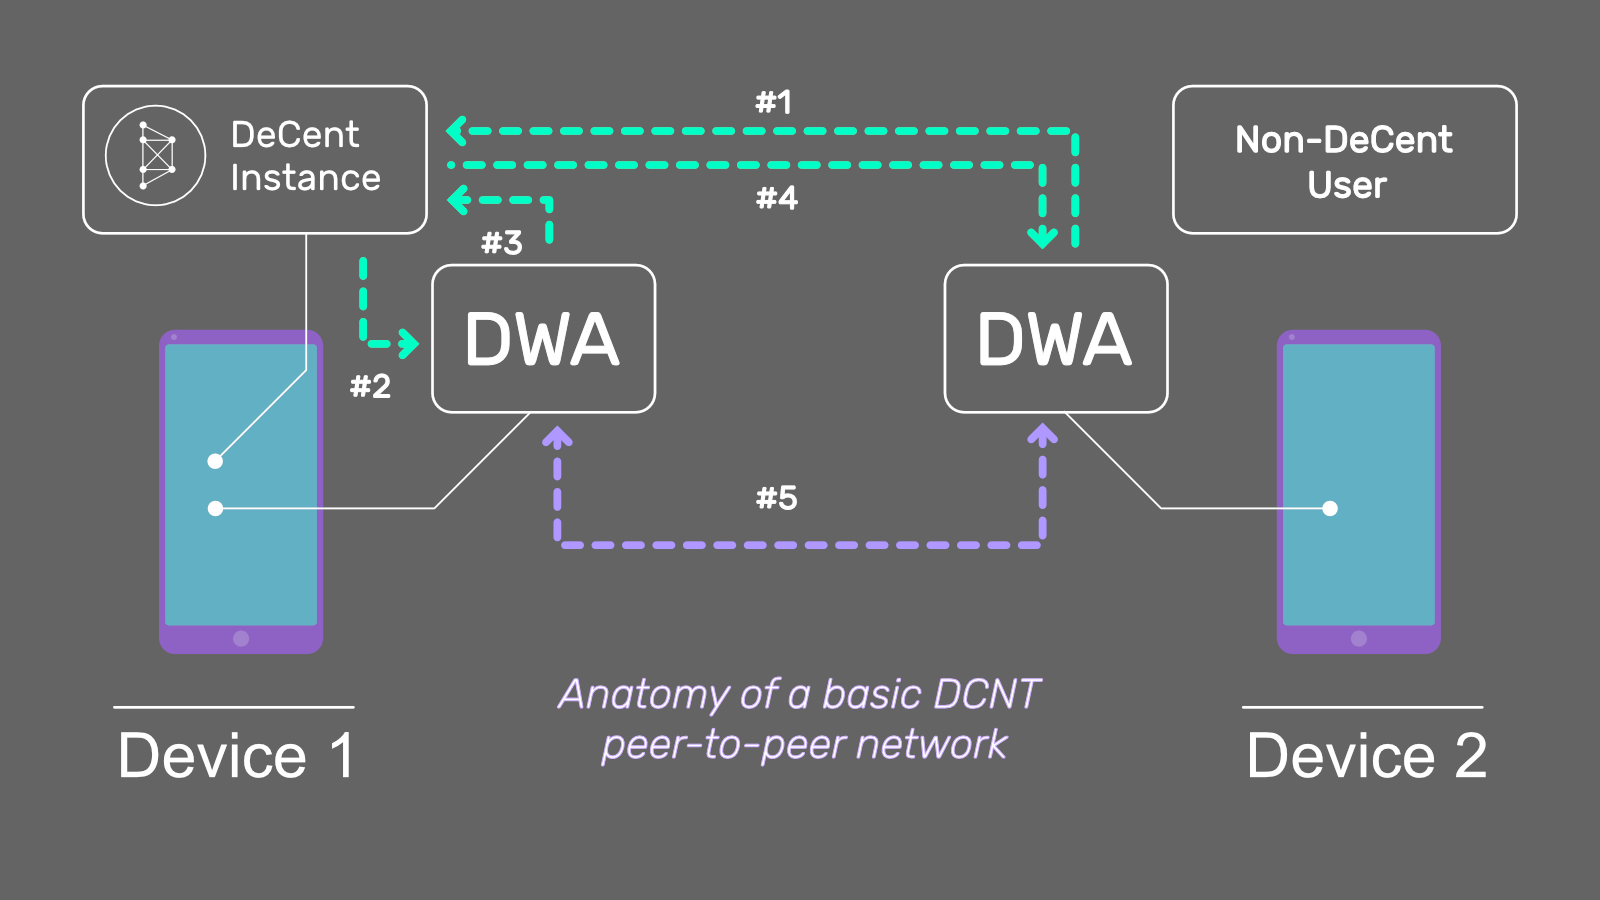 #1
DeCent
Instance
Non-DeCent
User
#4
#3
DWA
DWA
#2
#5
Anatomy of a basic DCNT
peer-to-peer network
Device 1
Device 2